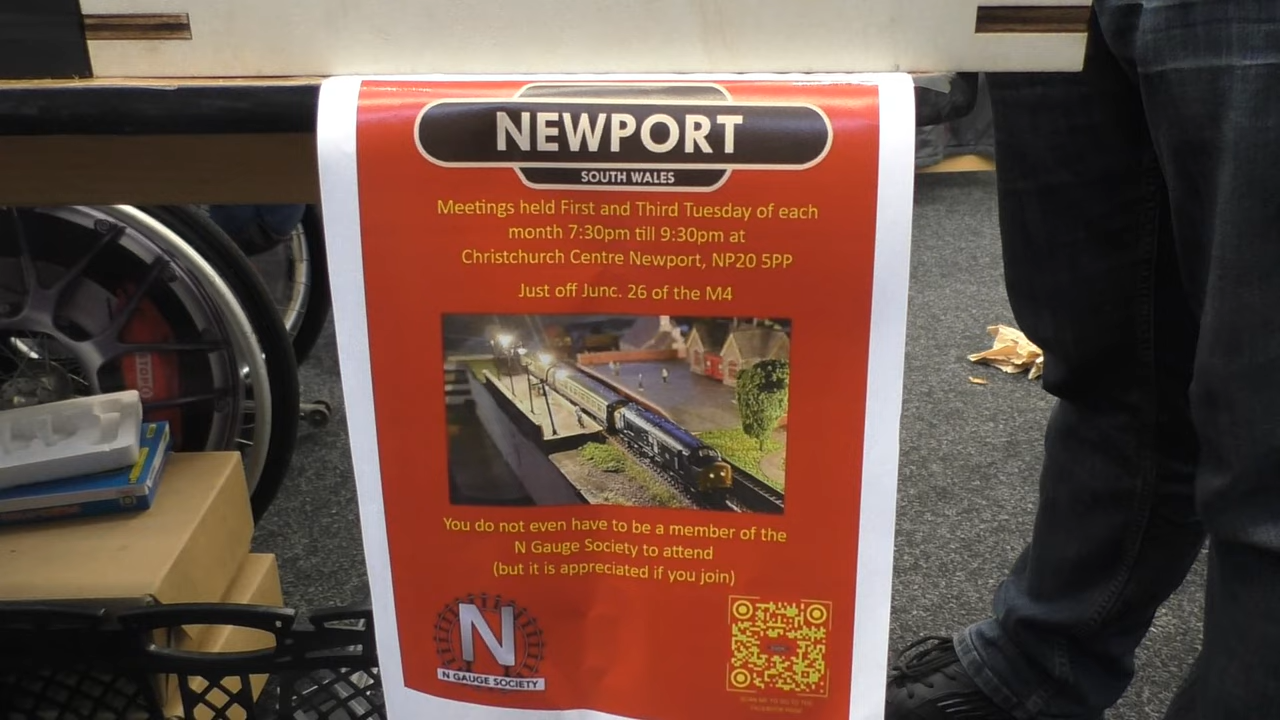 NEWPORT
SOUTH WALES
Meetings held First and Third Tuesday of each
month 7:30pm till 9:30pm at
Christchurch Centre Newport, NP20 5PP
Just off Junc. 26 of the M4
You do not even have to be a member of the
N Gauge Society to attend
(but it is appreciated if you join)
N
N GAUGE SOCIETY